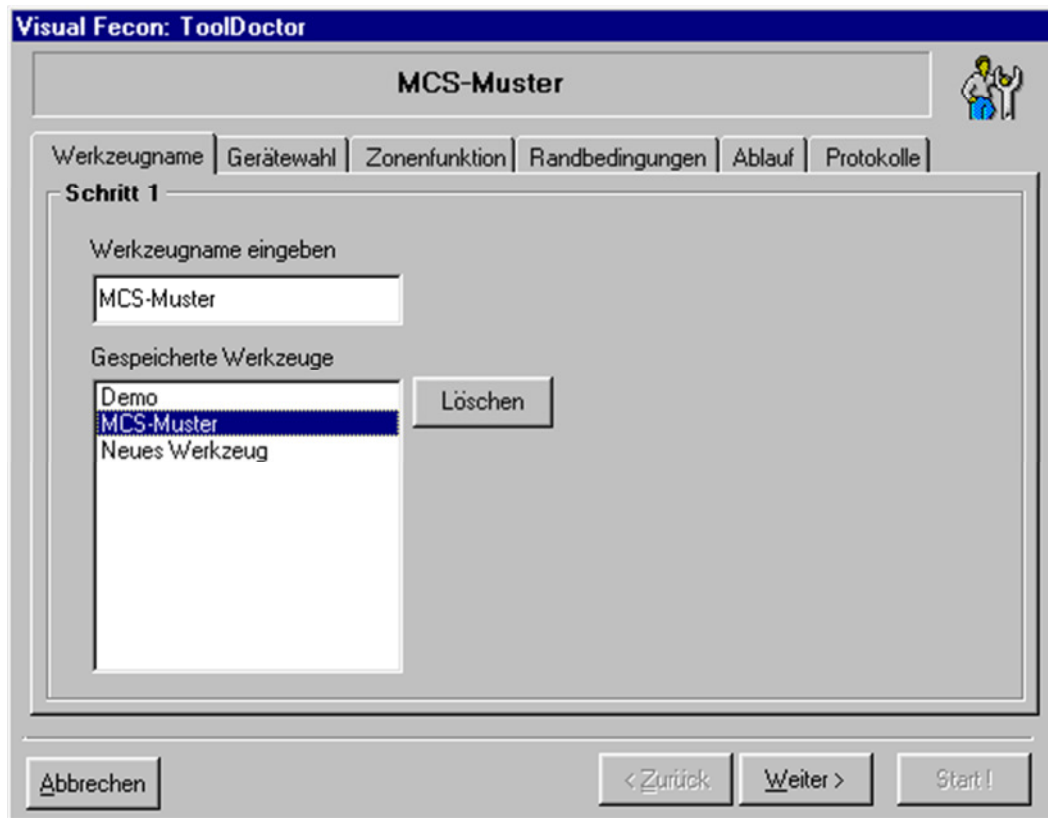 Visual Fecon: ToolDoctor
MCS-Muster
Werkzeugname Gerätewahl Zonenfunktion Randbedingungen Ablauf Protokolle
Schritt 1
Werkzeugname eingeben
MCS-Muster
Gespeicherte Werkzeuge
Demo
MCS-Muster
Neues Werkzeug
Löschen
Abbrechen < Zurück Weiter > Start !